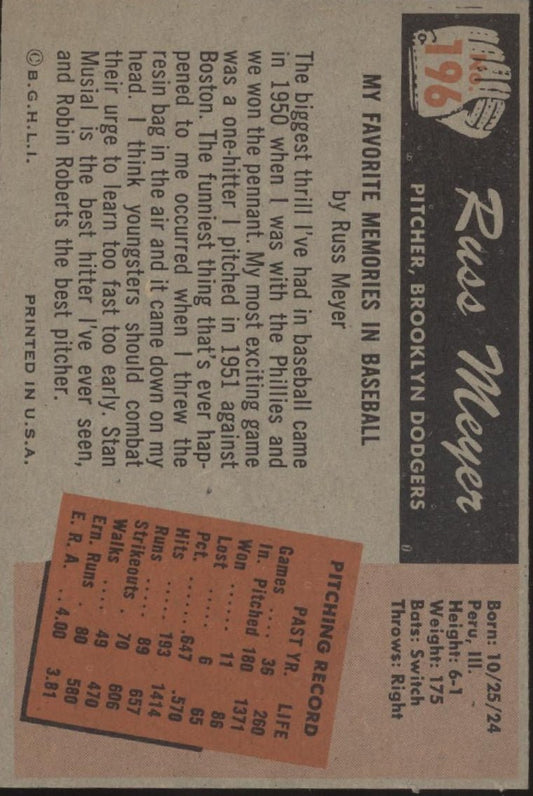 NO.
196
Russ Meyer
PITCHER, BROOKLYN DODGERS
Born: 10/25/24
Peru, Ill.
Height: 6-1
Weight: 175
Bats: Switch
Throws: Right
MY FAVORITE MEMORIES IN BASEBALL
by Russ Meyer
The biggest thrill I've had in baseball came
in 1950 when I was with the Phillies and
we won the pennant. My most exciting game
was a one-hitter I pitched in 1951 against
Boston. The funniest thing that's ever hap-
pened to me occurred when I threw the
resin bag in the air and it came down on my
head. I think youngsters should combat
their urge to learn too fast too early. Stan
Musial is the best hitter I've ever seen,
and Robin Roberts the best pitcher.
PITCHING RECORD
PAST YR. LIFE
Games .... 36 260
In. Pitched 180 1371
Won ...... 11 86
Lost ...... 6 65
Pct. ......647 .570
Hits ..... 193 1414
Runs ..... 89 657
Strikeouts . 70 606
Walks .... 49 470
Ern. Runs . 80 580
E. R. A. .. 4.00 3.81
© B.G.H.L.I. PRINTED IN U.S.A.